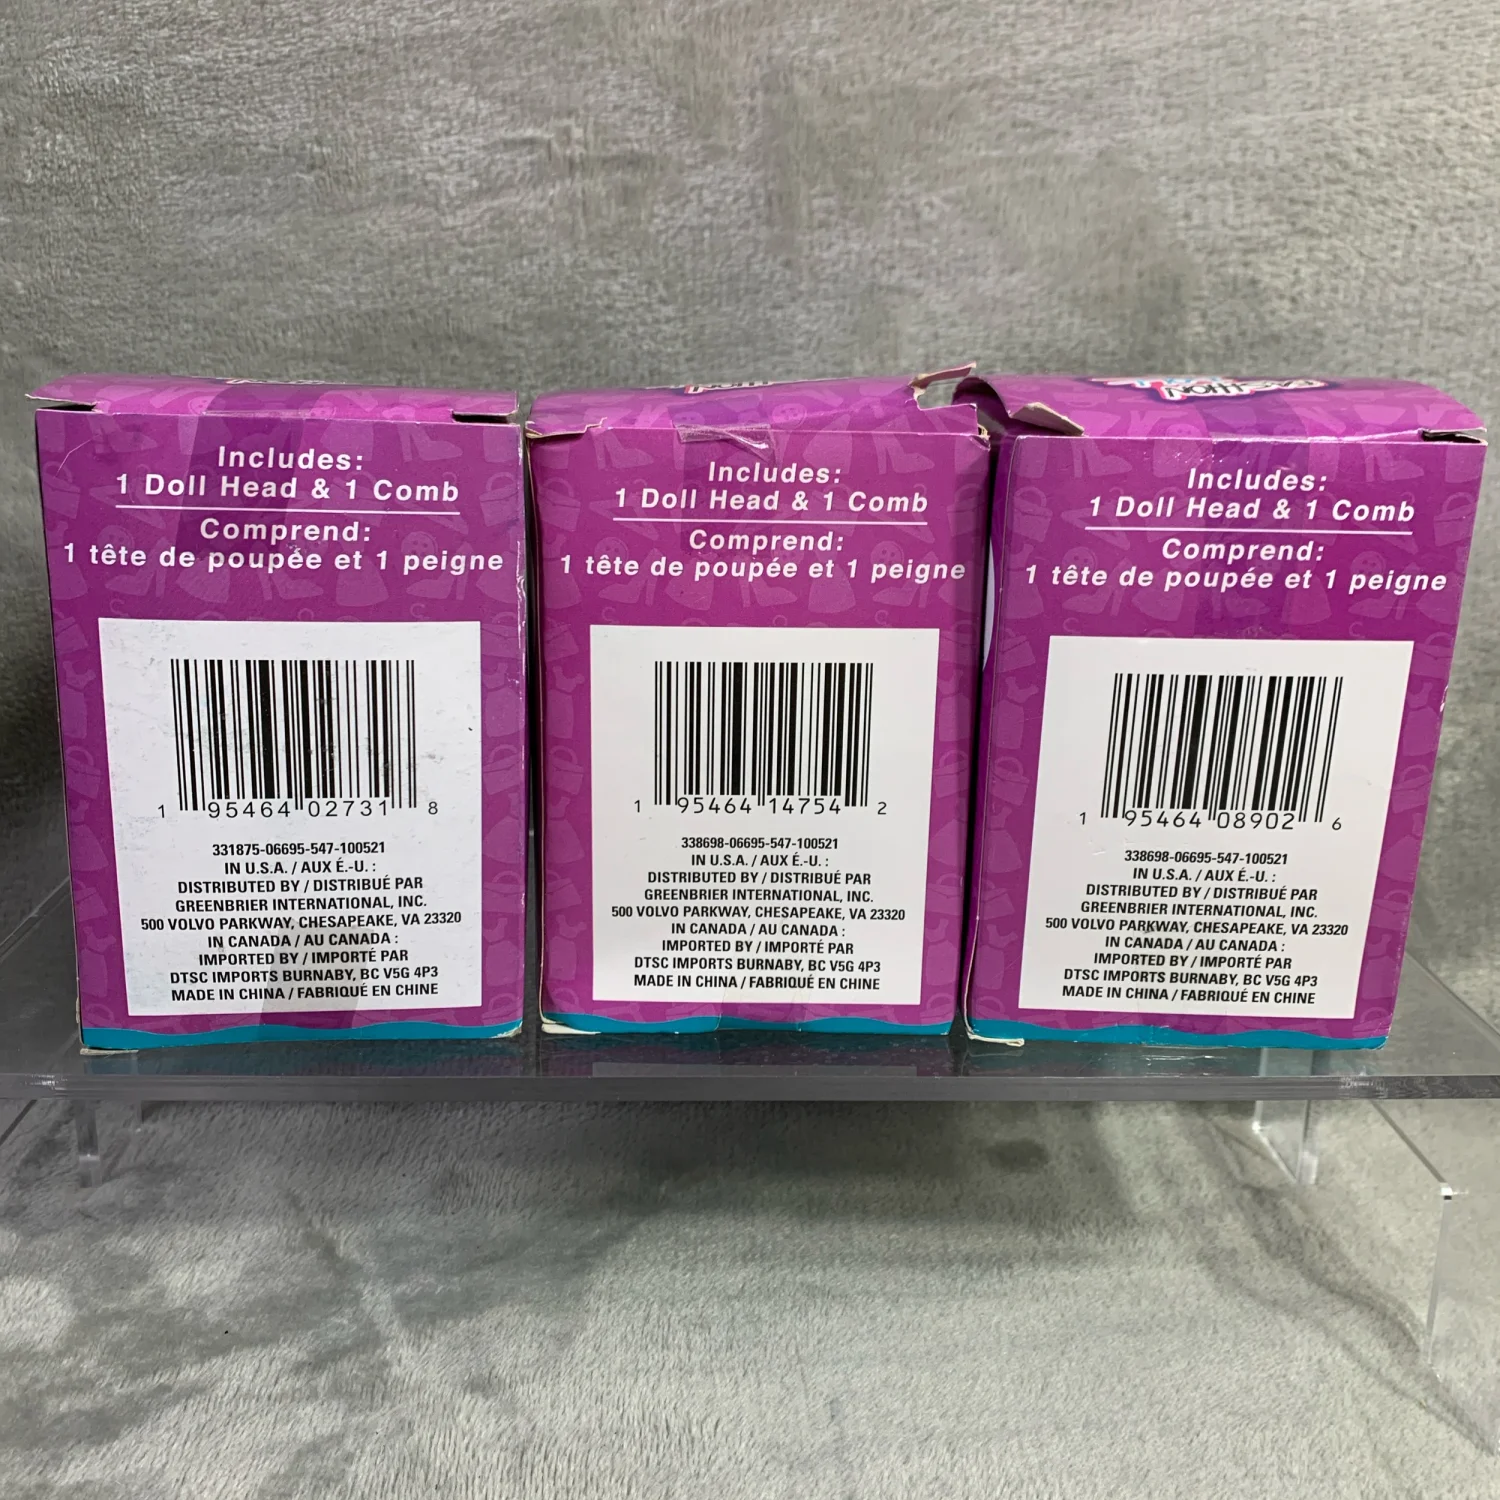 FASHION
Includes:
1 Doll Head & 1 Comb
Comprend:
1 tête de poupée et 1 peigne
1 95464 02731 8
331875-06695-547-100521
IN U.S.A. / AUX É.-U. :
DISTRIBUTED BY / DISTRIBUÉ PAR
GREENBRIER INTERNATIONAL, INC.
500 VOLVO PARKWAY, CHESAPEAKE, VA 23320
IN CANADA / AU CANADA :
IMPORTED BY / IMPORTÉ PAR
DTSC IMPORTS BURNABY, BC V5G 4P3
MADE IN CHINA / FABRIQUÉ EN CHINE
Includes:
1 Doll Head & 1 Comb
Comprend:
1 tête de poupée et 1 peigne
1 95464 14754 2
338698-06695-547-100521
IN U.S.A. / AUX É.-U. :
DISTRIBUTED BY / DISTRIBUÉ PAR
GREENBRIER INTERNATIONAL, INC.
500 VOLVO PARKWAY, CHESAPEAKE, VA 23320
IN CANADA / AU CANADA :
IMPORTED BY / IMPORTÉ PAR
DTSC IMPORTS BURNABY, BC V5G 4P3
MADE IN CHINA / FABRIQUÉ EN CHINE
Includes:
1 Doll Head & 1 Comb
Comprend:
1 tête de poupée et 1 peigne
1 95464 08902 6
338698-06695-547-100521
IN U.S.A. / AUX É.-U. :
DISTRIBUTED BY / DISTRIBUÉ PAR
GREENBRIER INTERNATIONAL, INC.
500 VOLVO PARKWAY, CHESAPEAKE, VA 23320
IN CANADA / AU CANADA :
IMPORTED BY / IMPORTÉ PAR
DTSC IMPORTS BURNABY, BC V5G 4P3
MADE IN CHINA / FABRIQUÉ EN CHINE